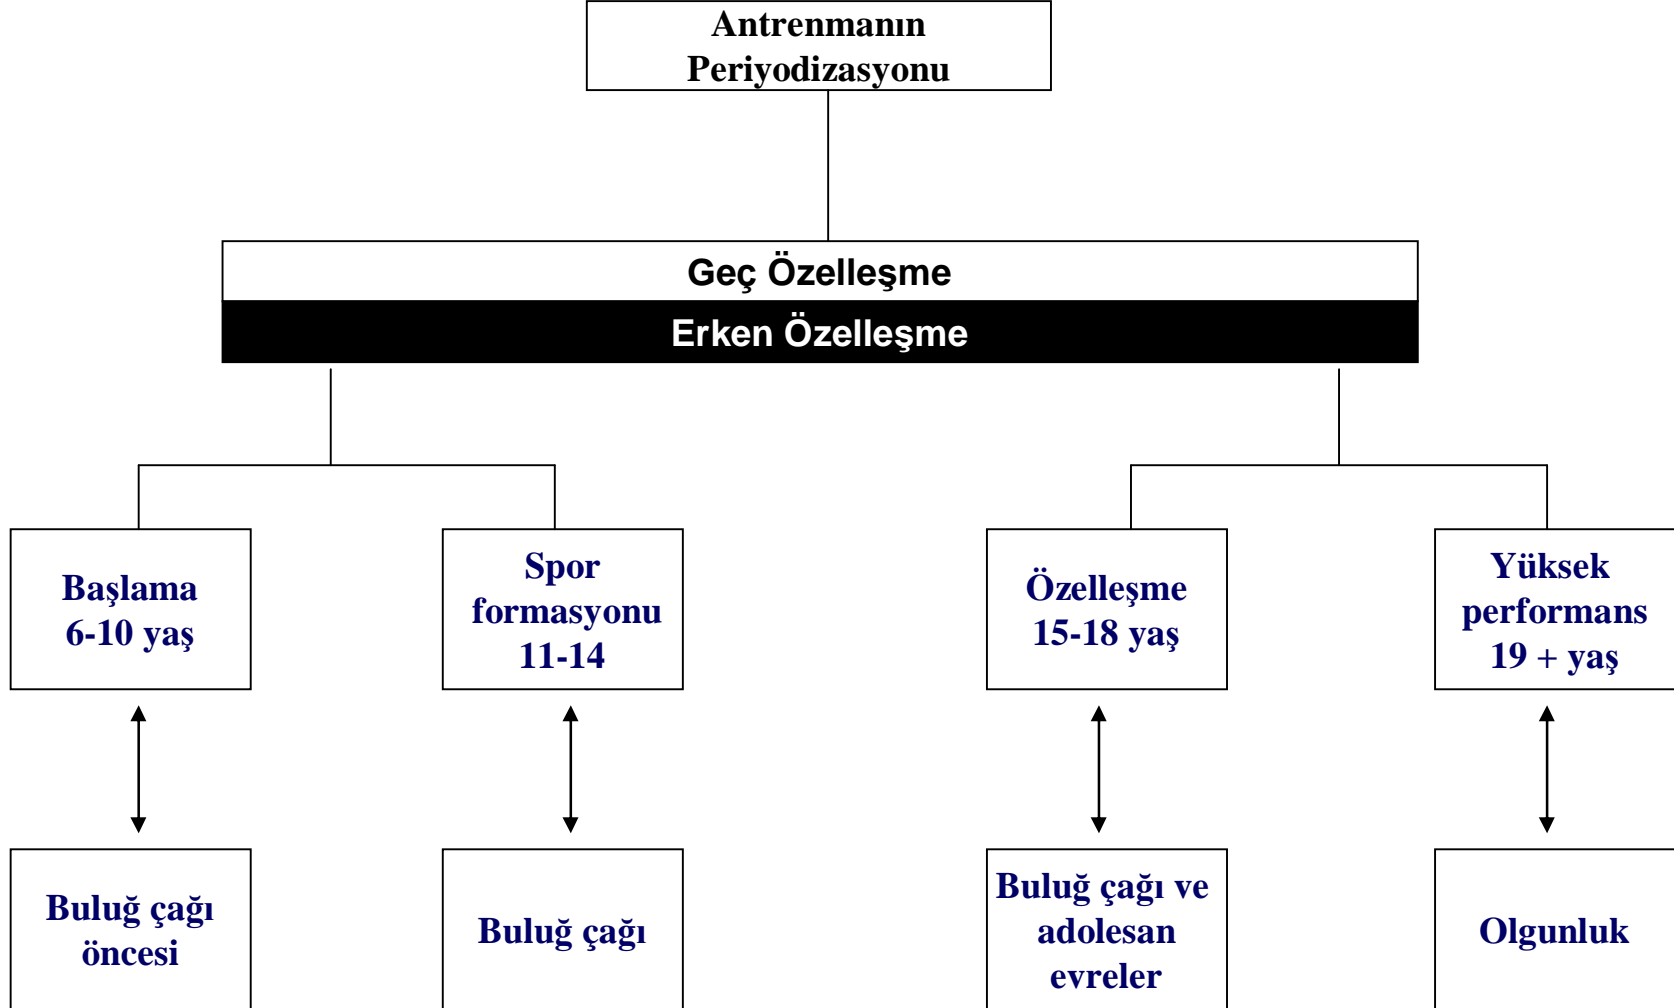 Antrenmanın
Periyodizasyonu
Geç Özelleşme
Erken Özelleşme
Başlama
6-10 yaş
Spor
formasyonu
11-14
Özelleşme
15-18 yaş
Yüksek
performans
19 + yaş
Buluğ çağı
öncesi
Buluğ çağı
Buluğ çağı ve
adolesan
evreler
Olgunluk